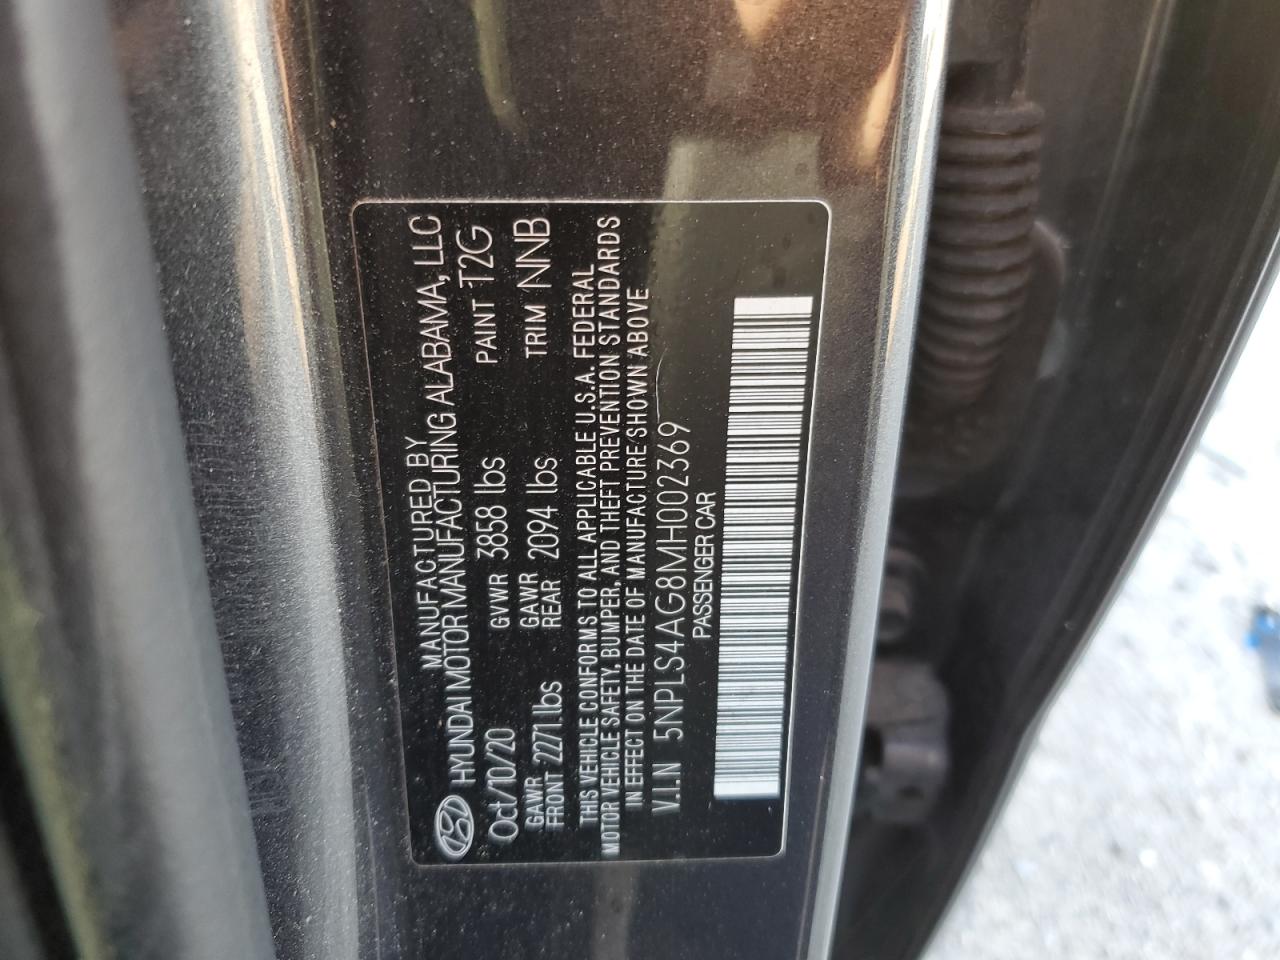 MANUFACTURED BY
HYUNDAI MOTOR MANUFACTURING ALABAMA, LLC
Oct/10/20 GVWR 3858 lbs PAINT T2G
GAWR FRONT 2271 lbs GAWR REAR 2094 lbs TRIM NNB
THIS VEHICLE CONFORMS TO ALL APPLICABLE U.S.A. FEDERAL
MOTOR VEHICLE SAFETY, BUMPER, AND THEFT PREVENTION STANDARDS
IN EFFECT ON THE DATE OF MANUFACTURE SHOWN ABOVE
V.I.N 5NPLS4AG8MH002369
PASSENGER CAR